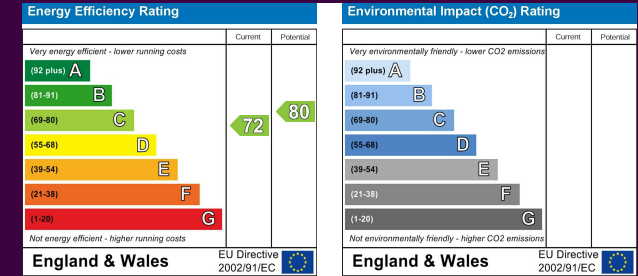 Energy Efficiency Rating
Current Potential
Very energy efficient - lower running costs
(92 plus) A
(81-91) B
(69-80) C
(55-68) D
(39-54) E
(21-38) F
(1-20) G
72
80
Not energy efficient - higher running costs
England & Wales
EU Directive
2002/91/EC
Environmental Impact (CO₂) Rating
Current Potential
Very environmentally friendly - lower CO2 emissions
(92 plus) A
(81-91) B
(69-80) C
(55-68) D
(39-54) E
(21-38) F
(1-20) G
Not environmentally friendly - higher CO2 emissions
England & Wales
EU Directive
2002/91/EC